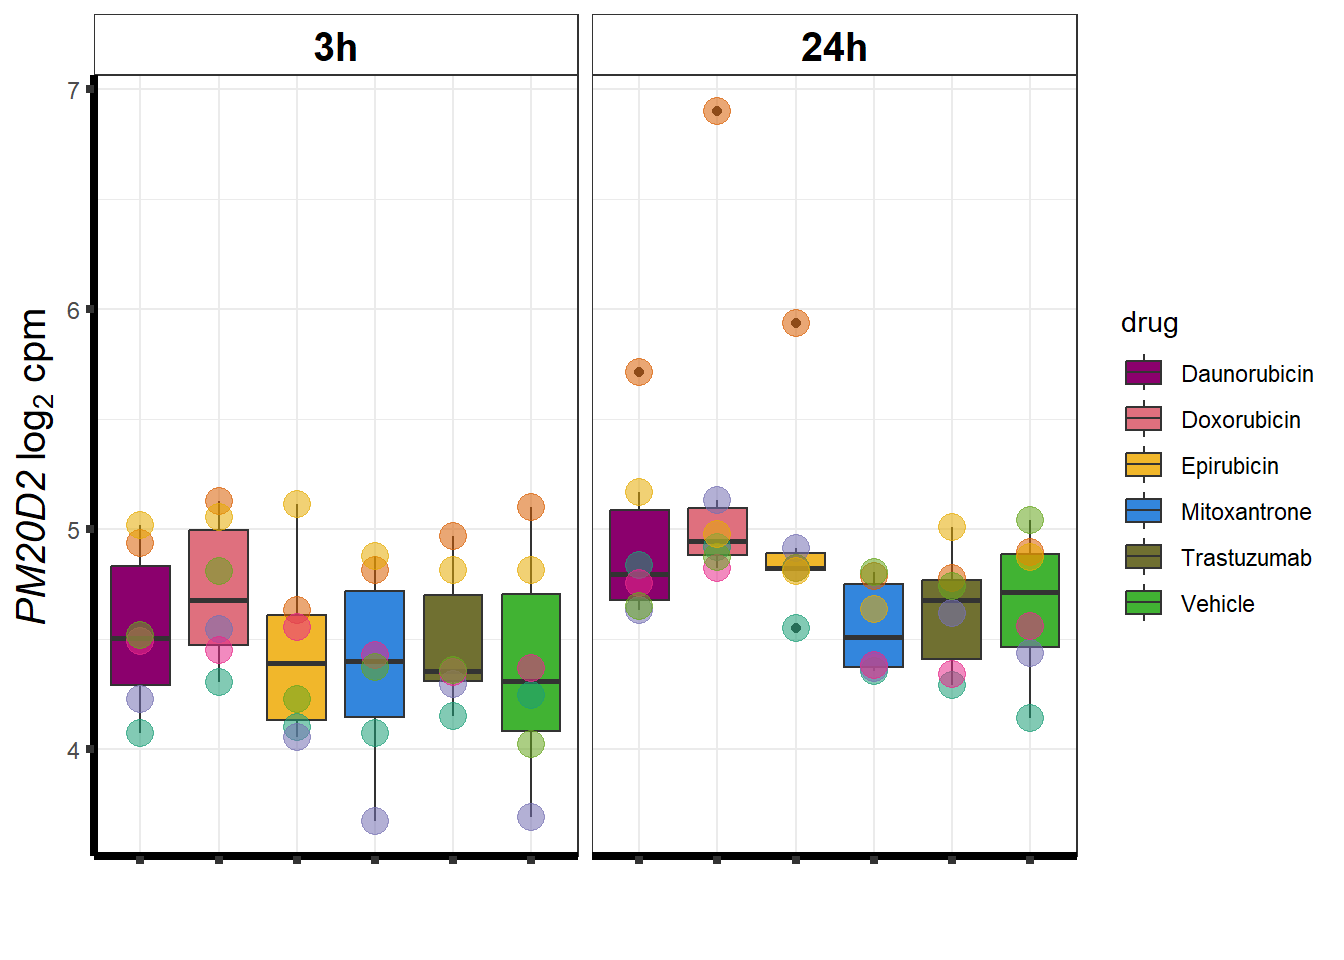 3h
24h
PM20D2 log₂ cpm
7
6
5
4
drug
Daunorubicin
Doxorubicin
Epirubicin
Mitoxantrone
Trastuzumab
Vehicle